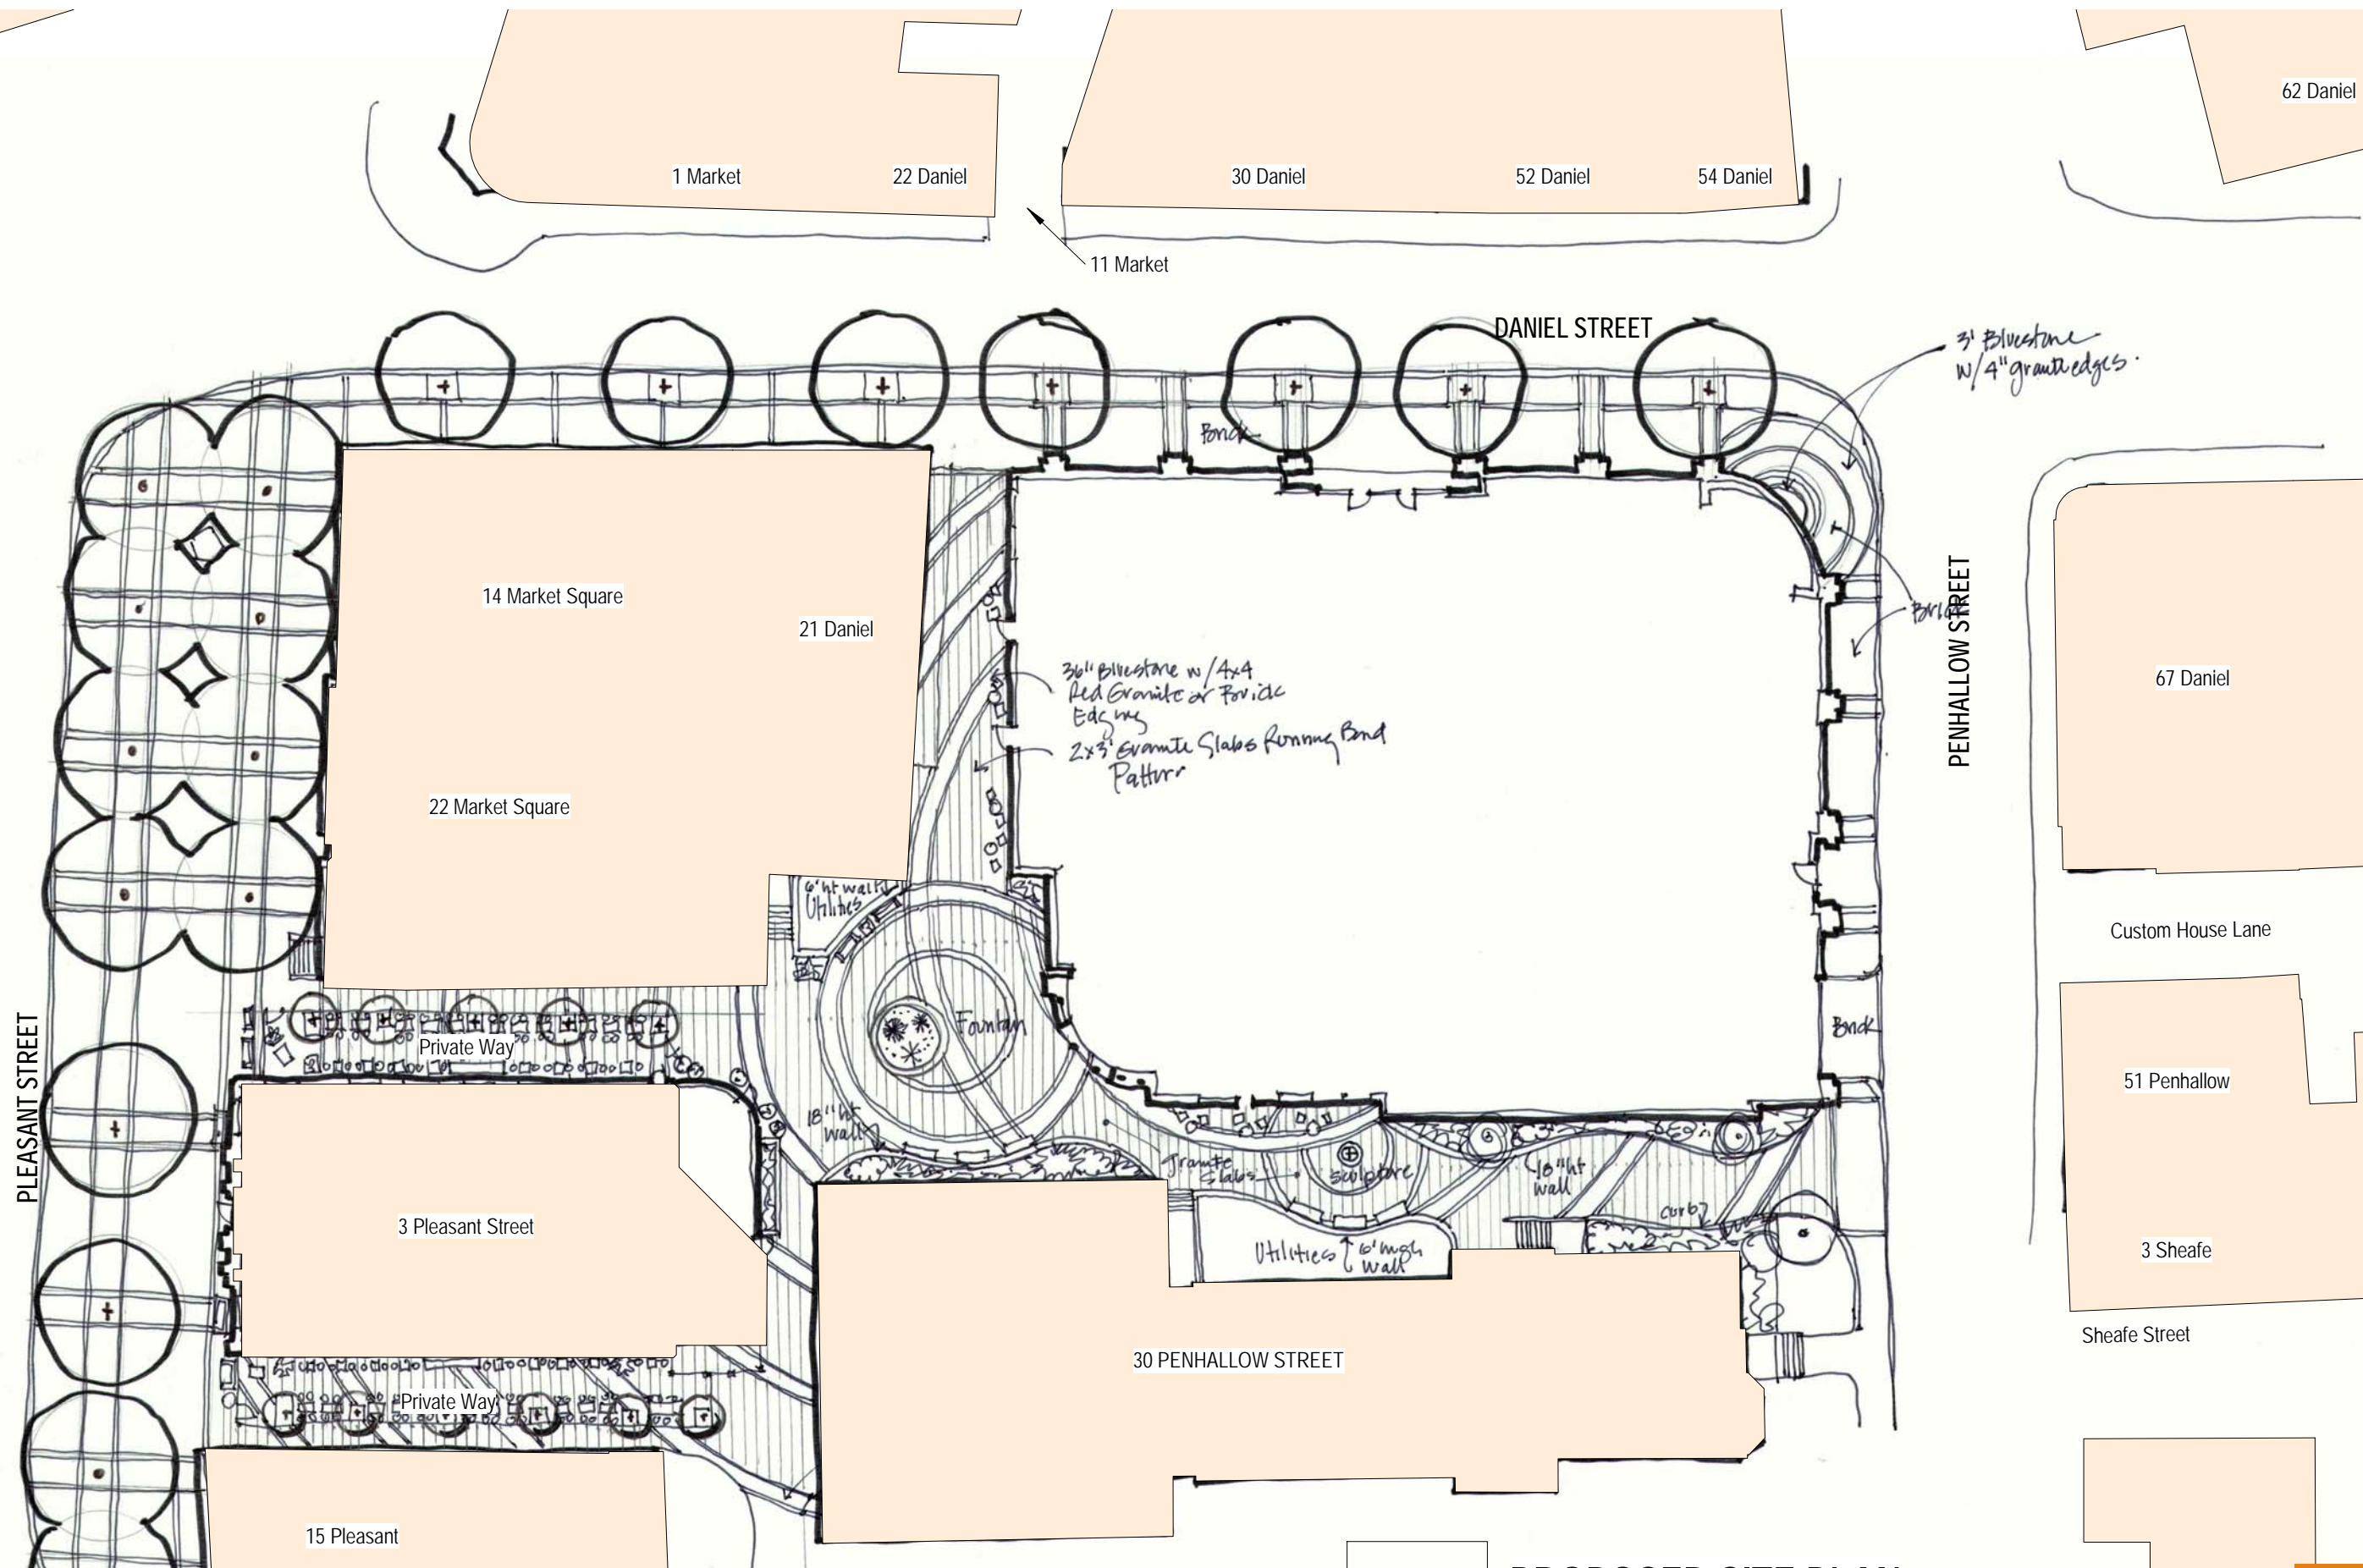 62 Daniel
1 Market
22 Daniel
30 Daniel
52 Daniel
54 Daniel
11 Market
DANIEL STREET
3' Bluestone
w/4" granite edges.
Brick
14 Market Square
21 Daniel
PENHALLOW STREET
Brick
36" Bluestone w/4x4
Red Granite or Brick
Edging
2x3' Granite Slabs Running Bond
Pattern
67 Daniel
22 Market Square
6' ht wall
Utilities
Custom House Lane
Fountain
Brick
Private Way
PLEASANT STREET
51 Penhallow
18" ht
wall
Granite
Slabs
Sculpture
18" ht
wall
curb
3 Pleasant Street
Utilities
6' high
wall
3 Sheafe
Sheafe Street
30 PENHALLOW STREET
Private Way
15 Pleasant
PROPOSED SITE PLAN